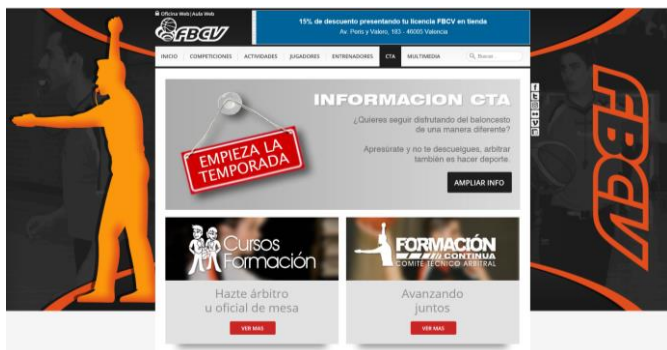 Oficina Web | Aula Web
FBCV
15% de descuento presentando tu licencia FBCV en tienda
Av. Peris y Valero, 183 - 46005 Valencia
INICIO COMPETICIONES ACTIVIDADES JUGADORES ENTRENADORES CTA MULTIMEDIA Buscar
INFORMACION CTA
¿Quieres seguir disfrutando del baloncesto
de una manera diferente?
Apresúrate y no te descuelgues, arbitrar
también es hacer deporte.
AMPLIAR INFO
EMPIEZA LA
TEMPORADA
Cursos
Formación
Hazte árbitro
u oficial de mesa
VER MAS
FORMACIÓN
CONTINUA
COMITÉ TÉCNICO ARBITRAL
Avanzando
juntos
VER MAS
FBCV